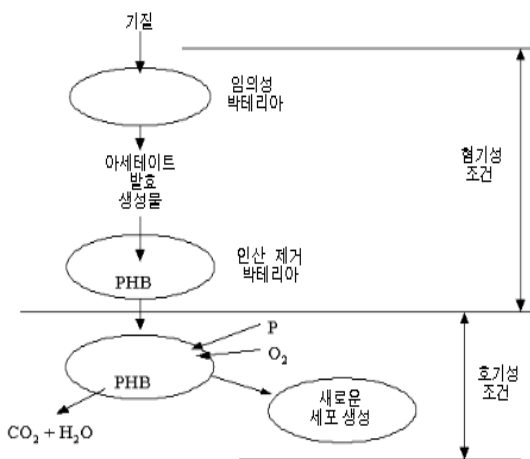 기질
임의성
박테리아
아세테이트
발효
생성물
혐기성
조건
인산 제거
박테리아
PHB
P
O₂
PHB
호기성
조건
새로운
세포 생성
CO₂ + H₂O